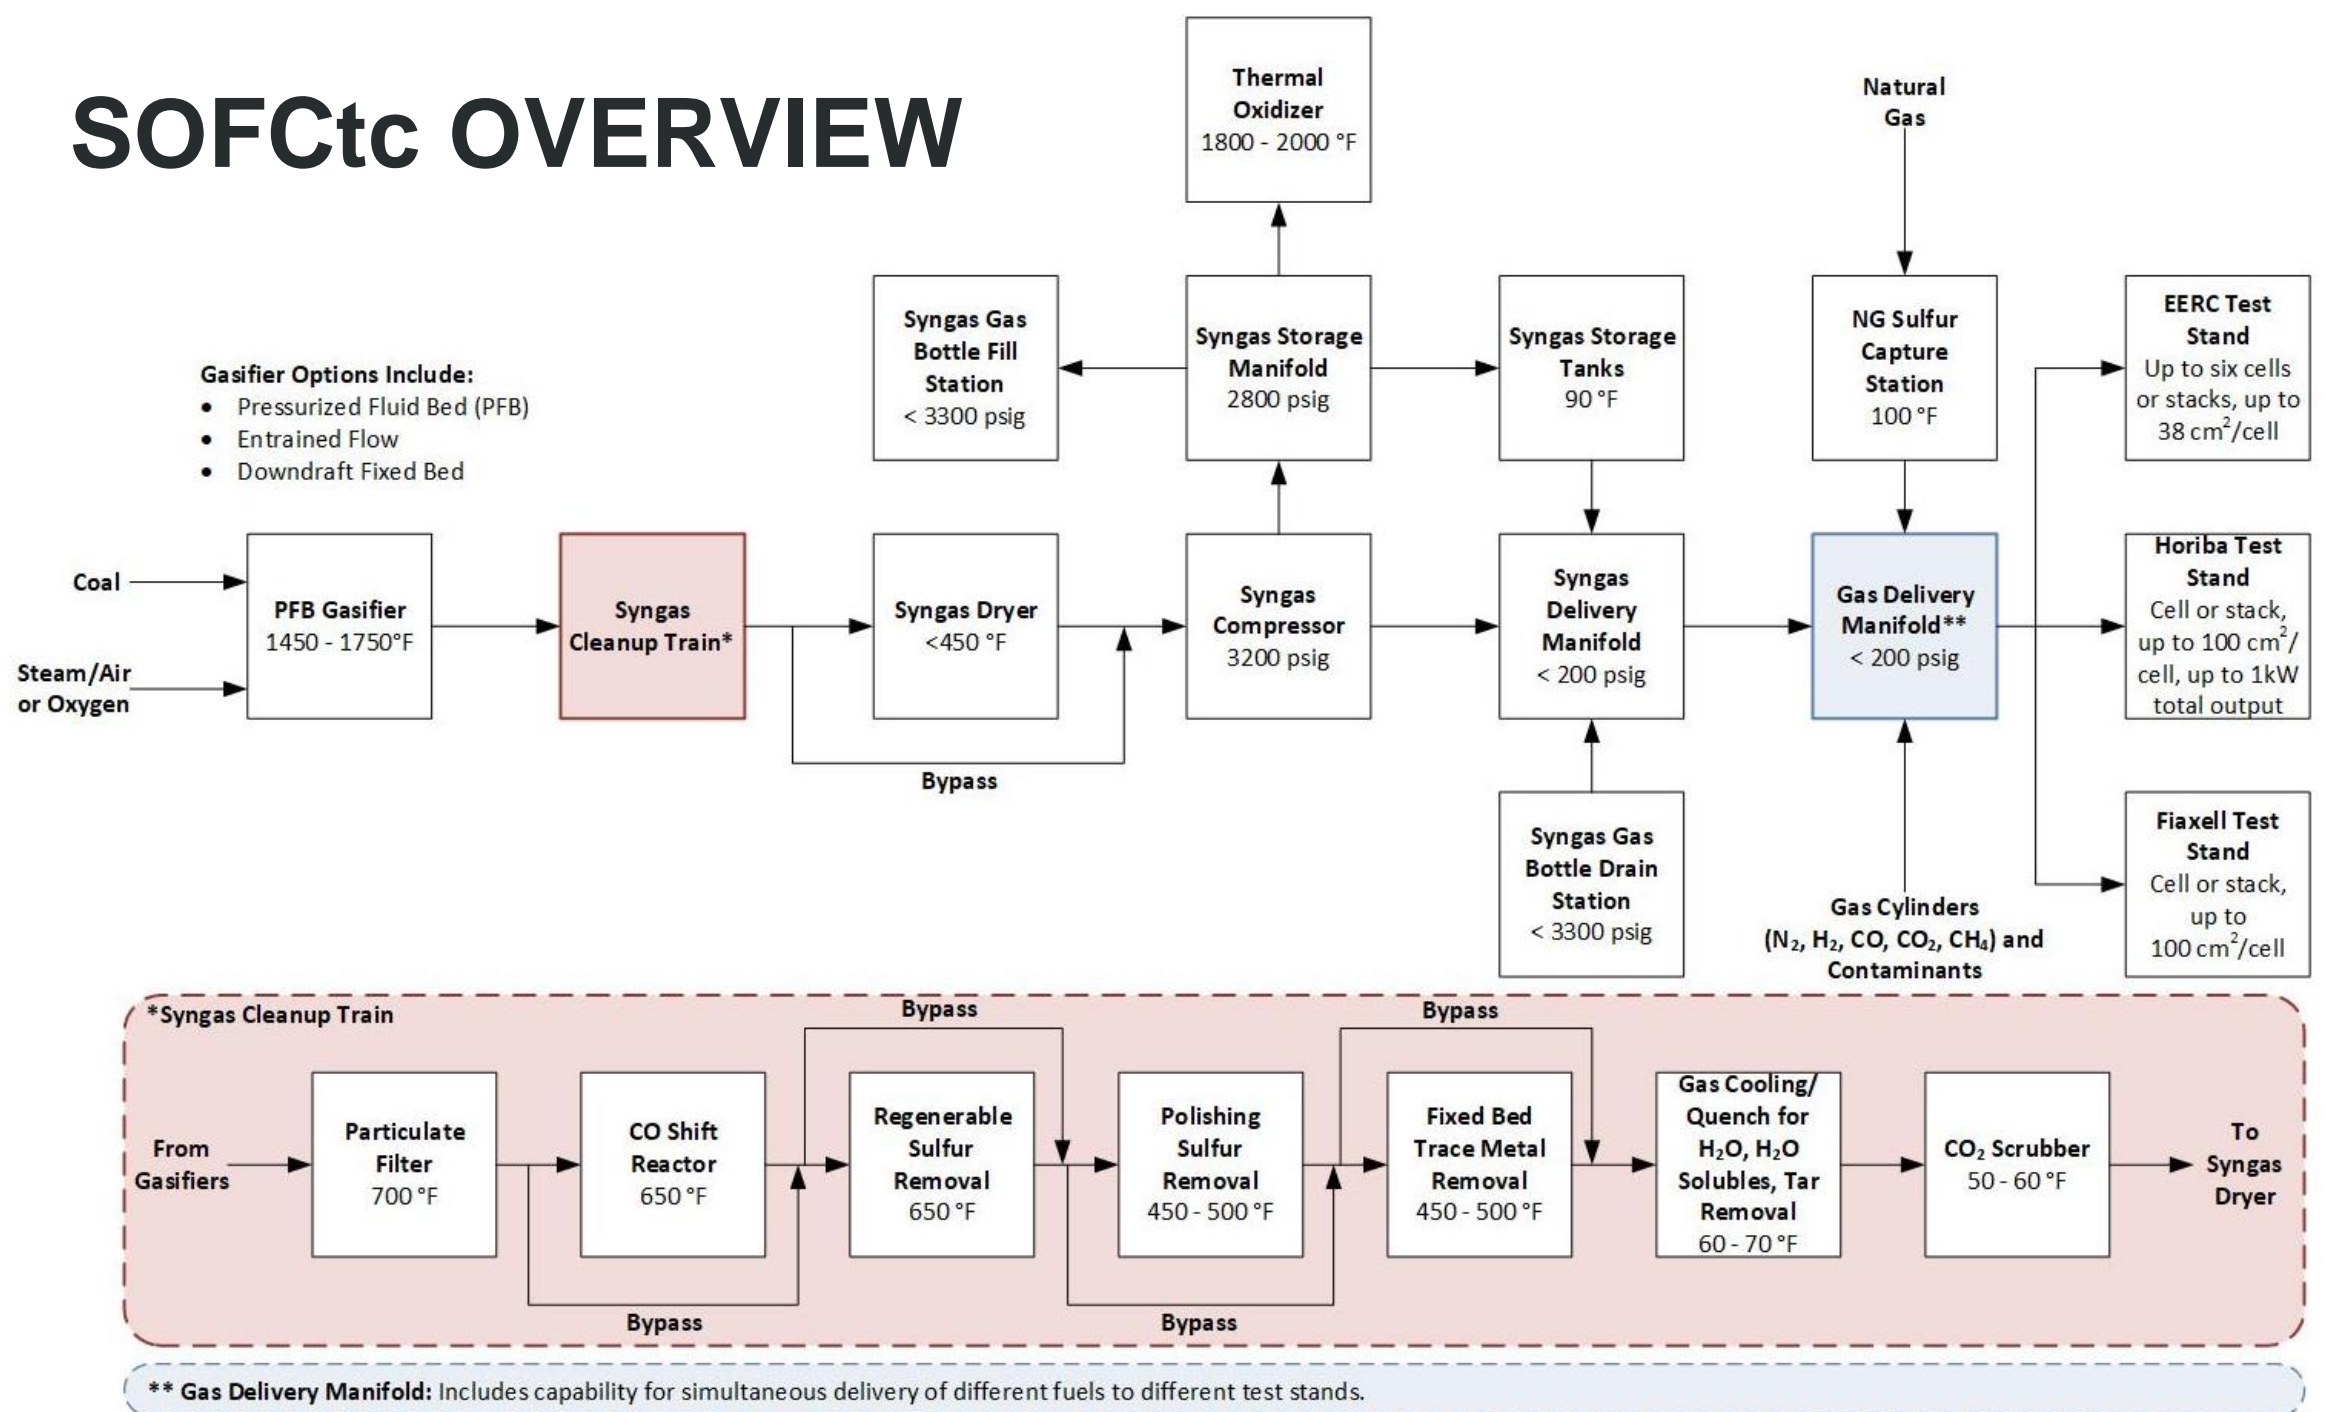 SOFCtc OVERVIEW
Thermal
Oxidizer
1800 - 2000 °F
Natural
Gas
Syngas Gas
Bottle Fill
Station
< 3300 psig
Syngas Storage
Manifold
2800 psig
Syngas Storage
Tanks
90 °F
NG Sulfur
Capture
Station
100 °F
EERC Test
Stand
Up to six cells
or stacks, up to
38 cm²/cell
Gasifier Options Include:
• Pressurized Fluid Bed (PFB)
• Entrained Flow
• Downdraft Fixed Bed
Coal
Steam/Air
or Oxygen
PFB Gasifier
1450 - 1750°F
Syngas
Cleanup Train*
Syngas Dryer
<450 °F
Bypass
Syngas
Compressor
3200 psig
Syngas
Delivery
Manifold
< 200 psig
Gas Delivery
Manifold**
< 200 psig
Horiba Test
Stand
Cell or stack,
up to 100 cm²/
cell, up to 1kW
total output
Syngas Gas
Bottle Drain
Station
< 3300 psig
Gas Cylinders
(N₂, H₂, CO, CO₂, CH₄) and
Contaminants
Fiaxell Test
Stand
Cell or stack,
up to
100 cm²/cell
*Syngas Cleanup Train
Bypass
Bypass
From
Gasifiers
Particulate
Filter
700 °F
CO Shift
Reactor
650 °F
Regenerable
Sulfur
Removal
650 °F
Polishing
Sulfur
Removal
450 - 500 °F
Fixed Bed
Trace Metal
Removal
450 - 500 °F
Gas Cooling/
Quench for
H₂O, H₂O
Solubles, Tar
Removal
60 - 70 °F
CO₂ Scrubber
50 - 60 °F
To
Syngas
Dryer
Bypass
Bypass
** Gas Delivery Manifold: Includes capability for simultaneous delivery of different fuels to different test stands.